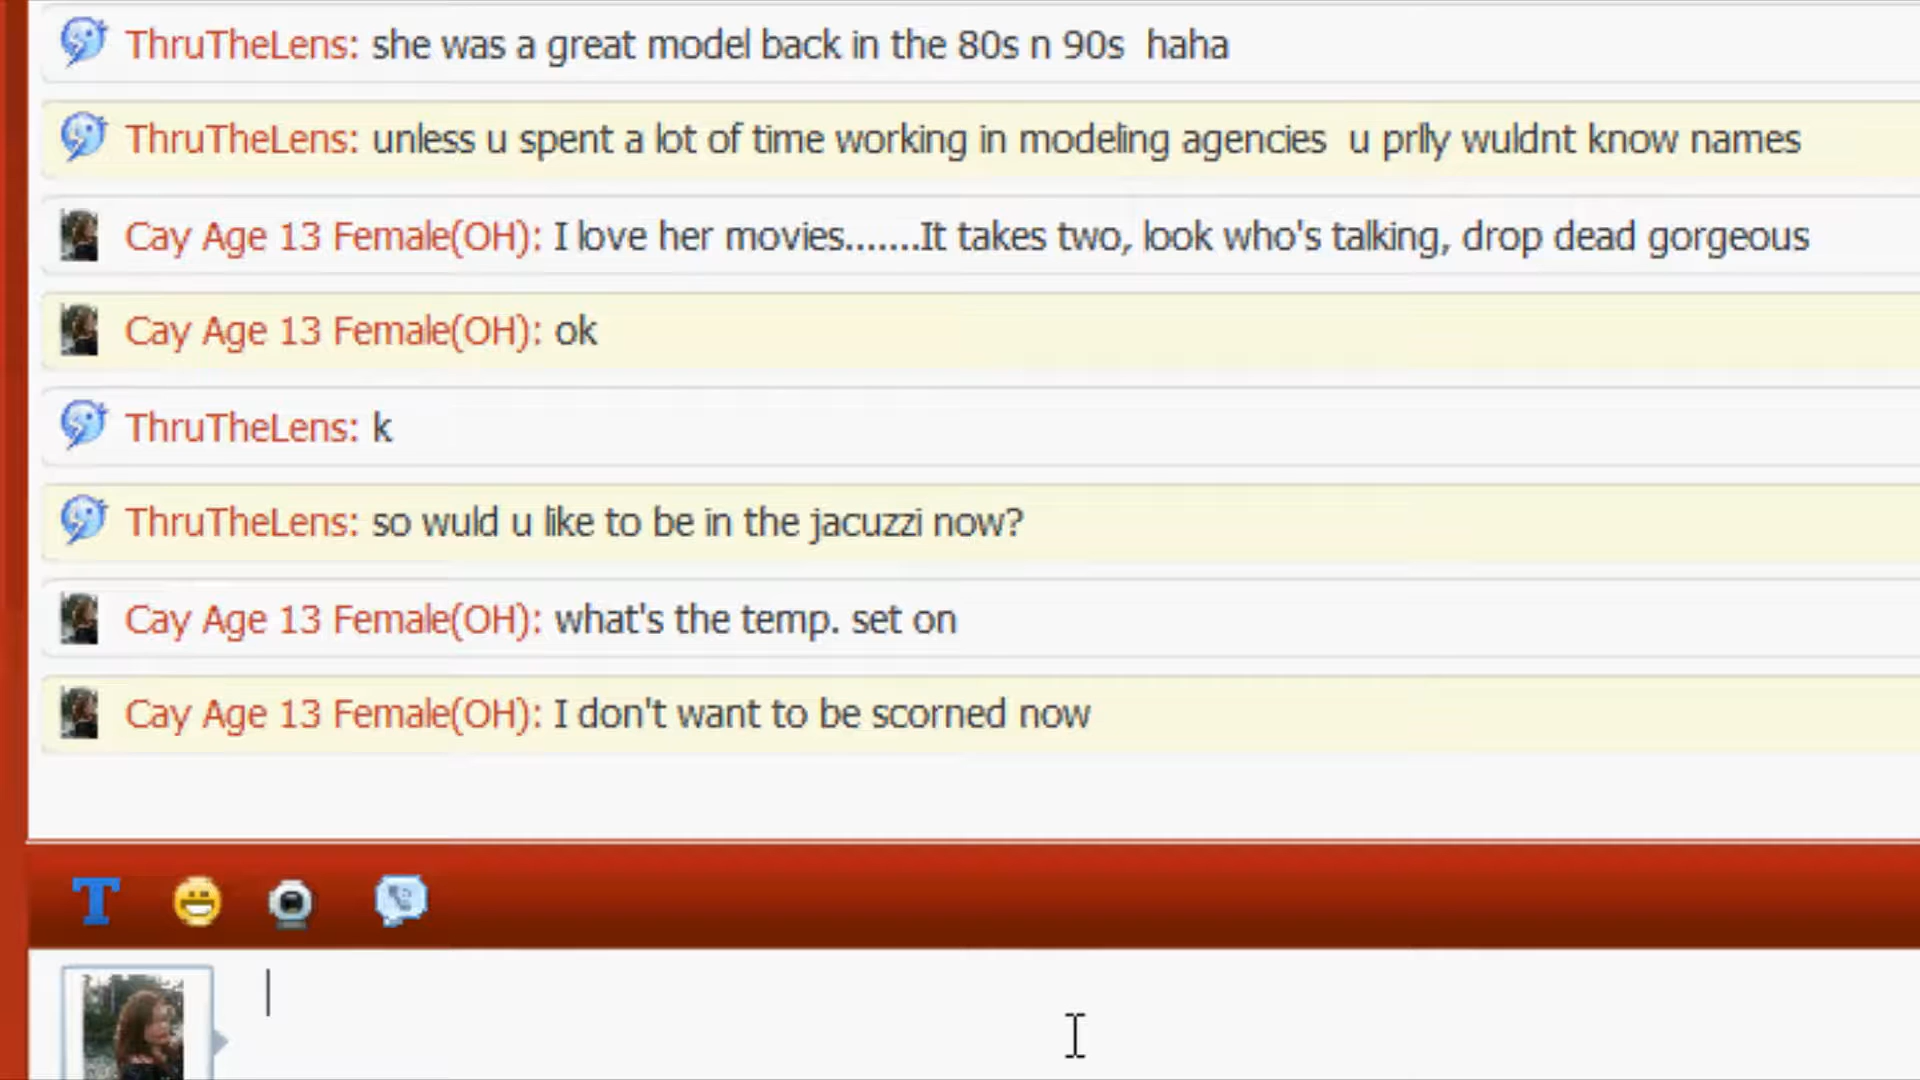 ThruTheLens: she was a great model back in the 80s n 90s haha
ThruTheLens: unless u spent a lot of time working in modeling agencies u prlly wuldnt know names
Cay Age 13 Female(OH): I love her movies.......It takes two, look who's talking, drop dead gorgeous
Cay Age 13 Female(OH): ok
ThruTheLens: k
ThruTheLens: so wuld u like to be in the jacuzzi now?
Cay Age 13 Female(OH): what's the temp. set on
Cay Age 13 Female(OH): I don't want to be scorned now
T